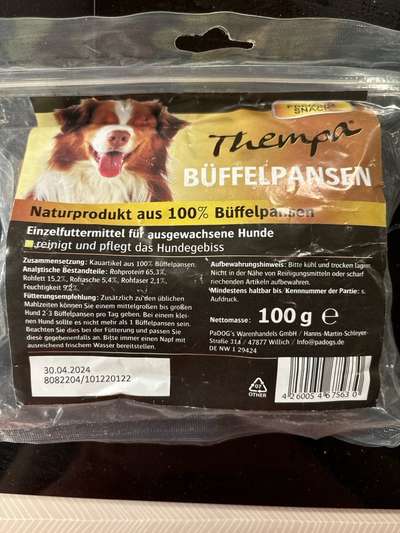 PREMIUM
SNACK
Thempa®
BÜFFELPANSEN
Naturprodukt aus 100% Büffelpansen
Einzelfuttermittel für ausgewachsene Hunde
reinigt und pflegt das Hundegebiss
Zusammensetzung: Kauartikel aus 100% Büffelpansen.
Analytische Bestandteile: Rohprotein 65,3%,
Rohfett 15,2%, Rohasche 5,4%, Rohfaser 2,1%,
Feuchtigkeit 9,2%
Fütterungsempfehlung: Zusätzlich zu den üblichen
Mahlzeiten können Sie einem mittelgroßen bis großen
Hund 2-3 Büffelpansen pro Tag geben. Bei einem klei-
nen Hund sollte es nicht mehr als 1 Büffelpansen sein.
Beachten Sie dies bei der Fütterung und passen Sie
diese gegebenenfalls an. Bitte immer einen Napf mit
ausreichend frischem Wasser bereitstellen.
Aufbewahrungshinweis: Bitte kühl und trocken lagern.
Nicht in der Nähe von Reinigungsmitteln oder scharf
riechenden Artikeln aufbewahren.
Mindestens haltbar bis, Kennnummer der Partie: s.
Aufdruck.
Nettomasse: 100 g e
PaDOG's Warenhandels GmbH / Hanns-Martin-Schleyer-
Straße 31a / 47877 Willich / Info@padogs.de
DE NW 1 29424
30.04.2024
8082204/101220122
07
OTHER
4 260054 675630